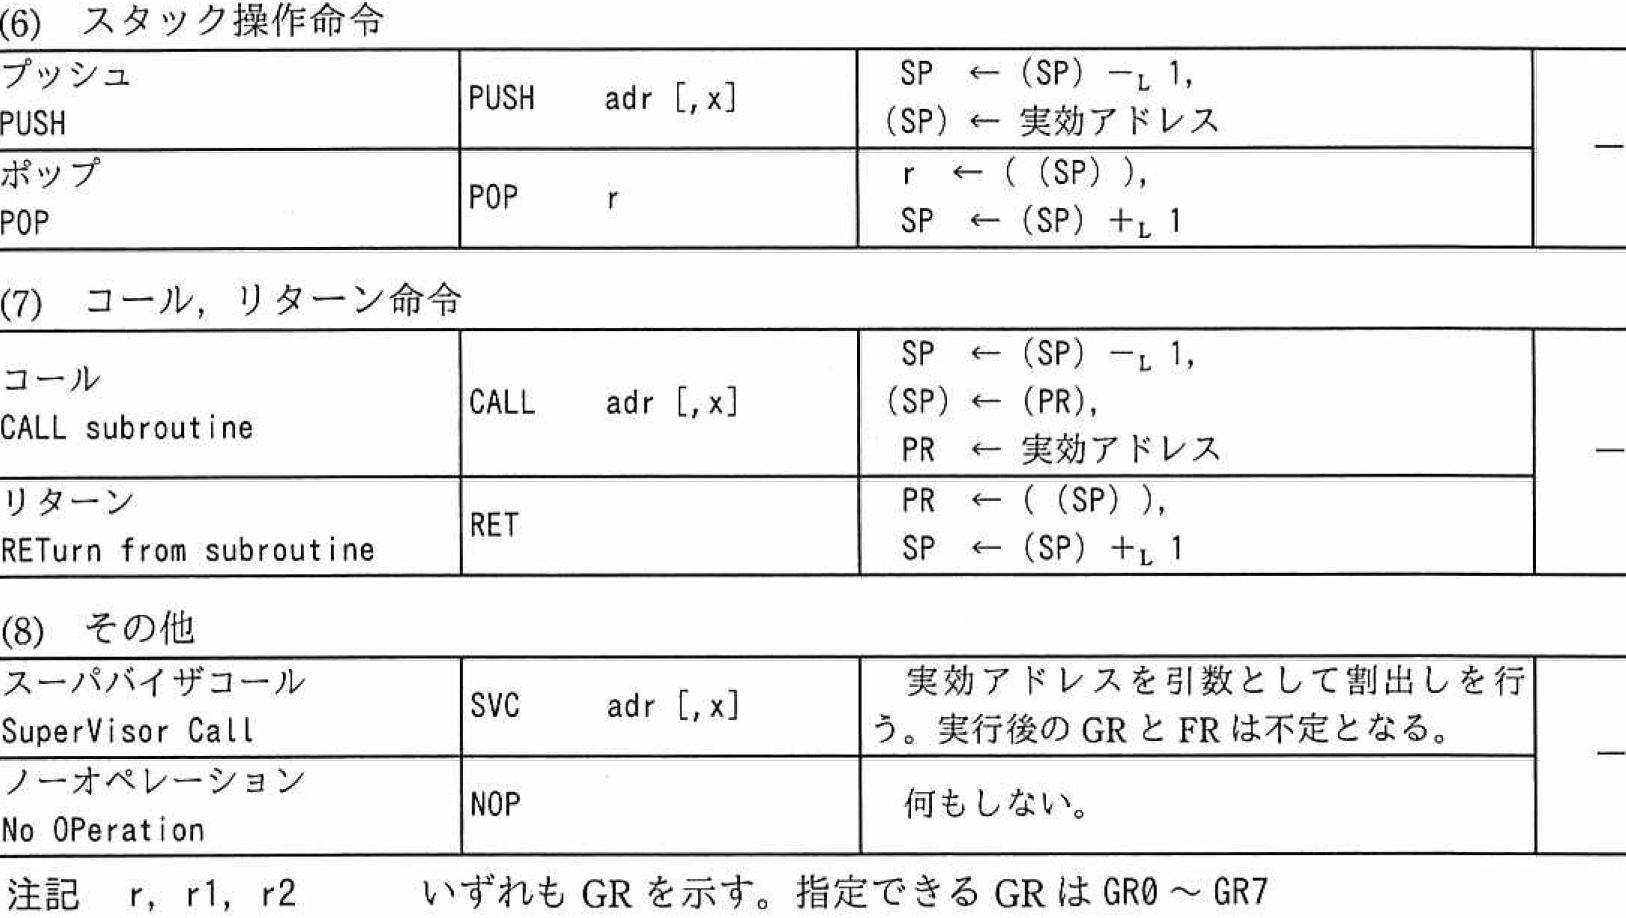 (6) スタック操作命令
プッシュ
PUSH
PUSH adr [,x]
SP ← (SP) −L 1,
(SP) ← 実効アドレス
―
ポップ
POP
POP r
r ← ( (SP) ),
SP ← (SP) +L 1
(7) コール，リターン命令
コール
CALL subroutine
CALL adr [,x]
SP ← (SP) −L 1,
(SP) ← (PR),
PR ← 実効アドレス
―
リターン
RETurn from subroutine
RET
PR ← ( (SP) ),
SP ← (SP) +L 1
(8) その他
スーパバイザコール
SuperVisor Call
SVC adr [,x]
実効アドレスを引数として割出しを行
う。実行後の GR と FR は不定となる。
―
ノーオペレーション
No OPeration
NOP
何もしない。
注記 r, r1, r2 いずれも GR を示す。指定できる GR は GR0 ～ GR7